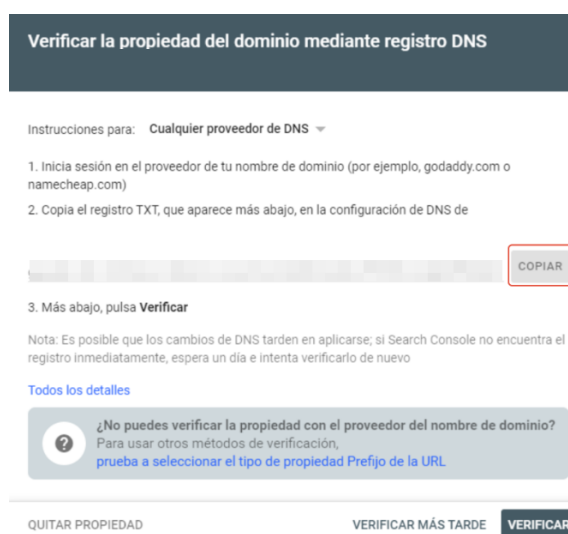 Verificar la propiedad del dominio mediante registro DNS
Instrucciones para: Cualquier proveedor de DNS
1. Inicia sesión en el proveedor de tu nombre de dominio (por ejemplo, godaddy.com o
namecheap.com)
2. Copia el registro TXT, que aparece más abajo, en la configuración de DNS de
COPIAR
3. Más abajo, pulsa Verificar
Nota: Es posible que los cambios de DNS tarden en aplicarse; si Search Console no encuentra el
registro inmediatamente, espera un día e intenta verificarlo de nuevo
Todos los detalles
¿No puedes verificar la propiedad con el proveedor del nombre de dominio?
Para usar otros métodos de verificación,
prueba a seleccionar el tipo de propiedad Prefijo de la URL
QUITAR PROPIEDAD VERIFICAR MÁS TARDE VERIFICAR